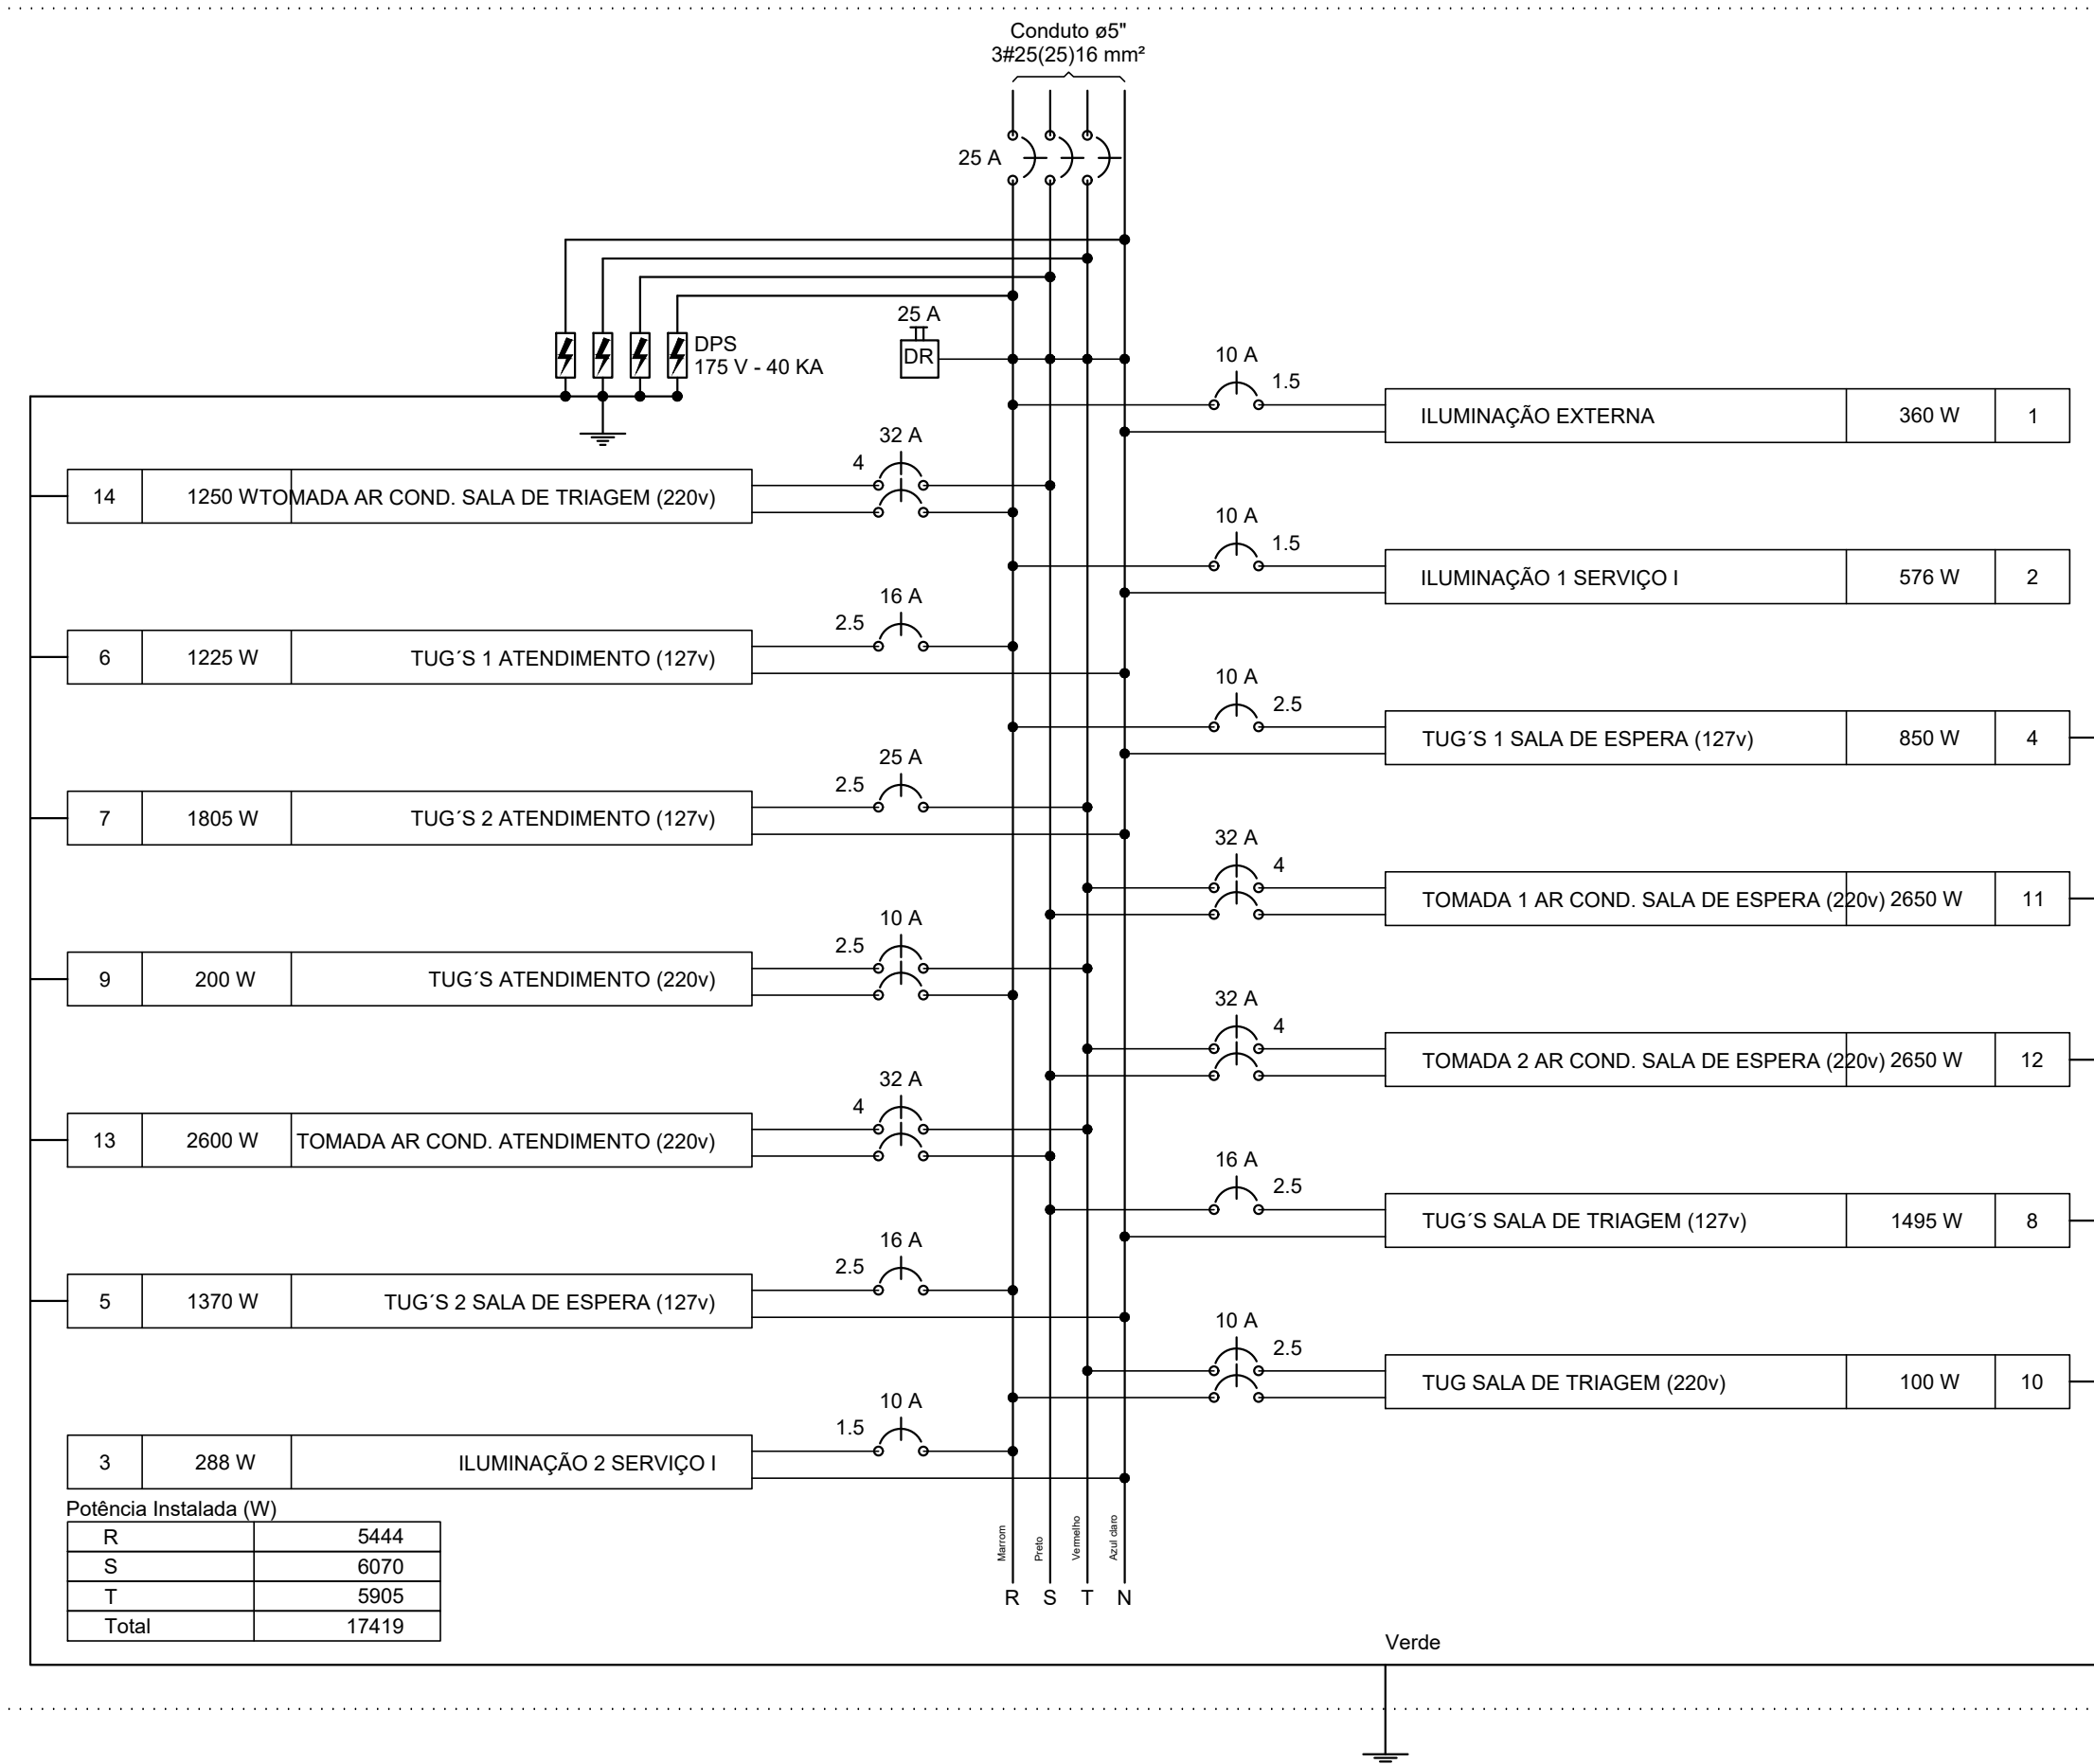 Conduto ø5"
3#25(25)16 mm²
25 A
25 A
DR
DPS
175 V - 40 KA
10 A
1.5
ILUMINAÇÃO EXTERNA 360 W 1
32 A
4
14 1250 W TOMADA AR COND. SALA DE TRIAGEM (220v)
10 A
1.5
ILUMINAÇÃO 1 SERVIÇO I 576 W 2
16 A
2.5
6 1225 W TUG´S 1 ATENDIMENTO (127v)
10 A
2.5
TUG´S 1 SALA DE ESPERA (127v) 850 W 4
25 A
2.5
7 1805 W TUG´S 2 ATENDIMENTO (127v)
32 A
4
TOMADA 1 AR COND. SALA DE ESPERA (220v) 2650 W 11
10 A
2.5
9 200 W TUG´S ATENDIMENTO (220v)
32 A
4
TOMADA 2 AR COND. SALA DE ESPERA (220v) 2650 W 12
32 A
4
13 2600 W TOMADA AR COND. ATENDIMENTO (220v)
16 A
2.5
TUG´S SALA DE TRIAGEM (127v) 1495 W 8
16 A
2.5
5 1370 W TUG´S 2 SALA DE ESPERA (127v)
10 A
2.5
TUG SALA DE TRIAGEM (220v) 100 W 10
10 A
1.5
3 288 W ILUMINAÇÃO 2 SERVIÇO I
Potência Instalada (W)
R 5444
S 6070
T 5905
Total 17419
Marrom
Preto
Vermelho
Azul claro
R S T N
Verde